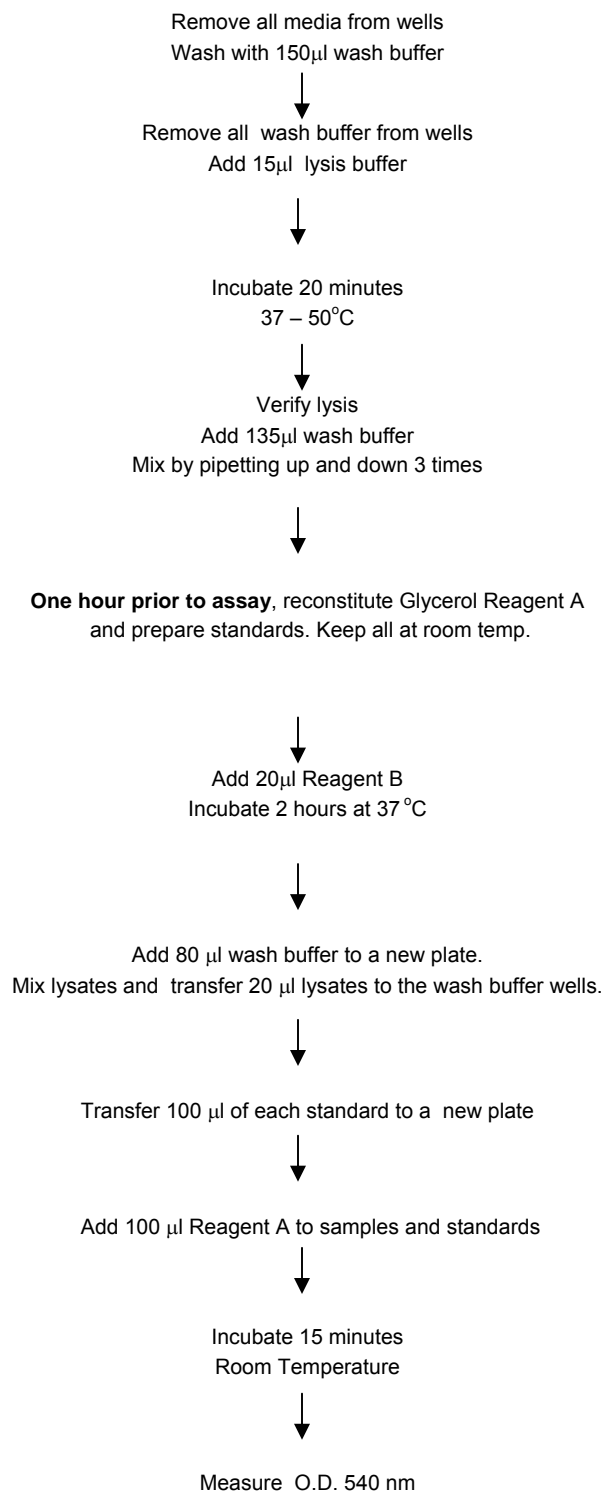 Remove all media from wells
Wash with 150μl wash buffer
Remove all wash buffer from wells
Add 15μl lysis buffer
Incubate 20 minutes
37 – 50°C
Verify lysis
Add 135μl wash buffer
Mix by pipetting up and down 3 times
One hour prior to assay, reconstitute Glycerol Reagent A
and prepare standards. Keep all at room temp.
Add 20μl Reagent B
Incubate 2 hours at 37 °C
Add 80 μl wash buffer to a new plate.
Mix lysates and transfer 20 μl lysates to the wash buffer wells.
Transfer 100 μl of each standard to a new plate
Add 100 μl Reagent A to samples and standards
Incubate 15 minutes
Room Temperature
Measure O.D. 540 nm